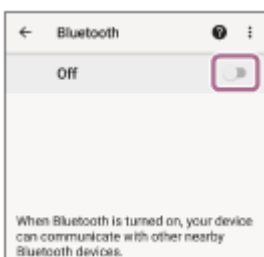 Bluetooth
Off
When Bluetooth is turned on, your device
can communicate with other nearby
Bluetooth devices.